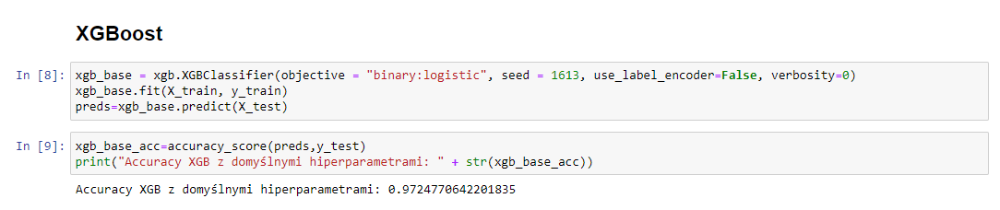 XGBoost
In [8]: xgb_base = xgb.XGBClassifier(objective = "binary:logistic", seed = 1613, use_label_encoder=False, verbosity=0)
xgb_base.fit(X_train, y_train)
preds=xgb_base.predict(X_test)
In [9]: xgb_base_acc=accuracy_score(preds,y_test)
print("Accuracy XGB z domyślnymi hiperparametrami: " + str(xgb_base_acc))
Accuracy XGB z domyślnymi hiperparametrami: 0.9724770642201835